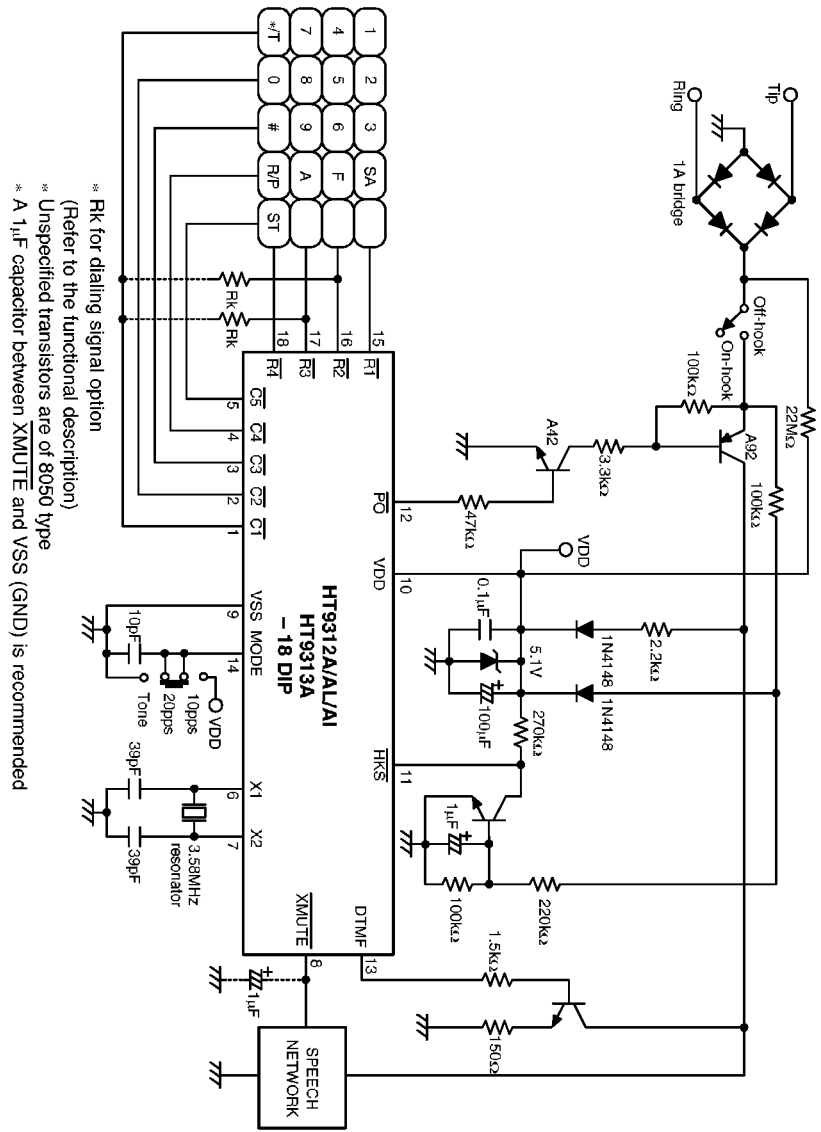 Tip
Ring
1A bridge
Off-hook
On-hook
22MΩ
100kΩ
A92
100kΩ
3.3kΩ
A42
47kΩ
VDD
0.1µF
5.1V
100µF
1N4148
2.2kΩ
1N4148
270kΩ
1µF
100kΩ
220kΩ
1.5kΩ
150Ω
1 2 3 SA
4 5 6 F
7 8 9 A
*/T 0 # R/P ST
Rk
Rk
15 R1
16 R2
17 R3
18 R4
12 PO
10 VDD
11 HKS
13 DTMF
8 XMUTE
HT9312A/AL/AI
HT9313A
– 18 DIP
C5 C4 C3 C2 C1 VSS MODE X1 X2
5 4 3 2 1 9 14 6 7
10pF
VDD
10pps
20pps
Tone
39pF
39pF
3.58MHz
resonator
1µF
SPEECH
NETWORK
* Rk for dialing signal option
(Refer to the functional description)
* Unspecified transistors are of 8050 type
* A 1µF capacitor between XMUTE and VSS (GND) is recommended